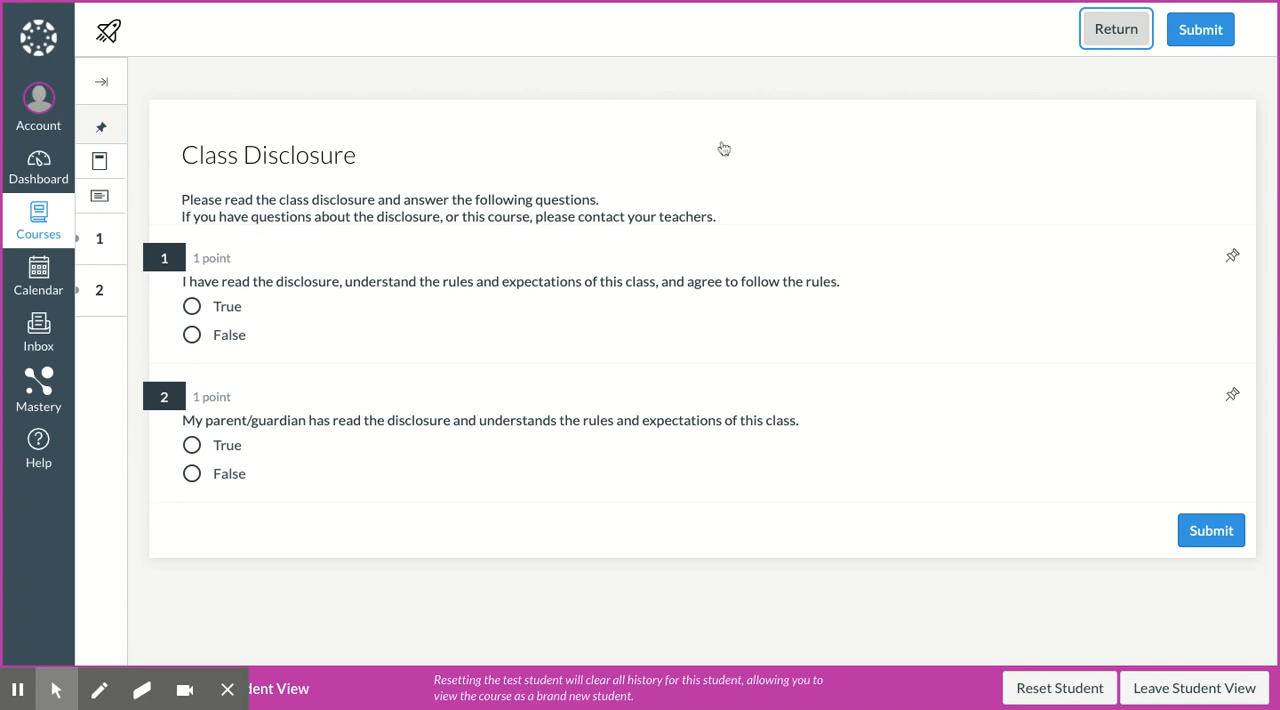 Return
Submit
Account
Dashboard
Courses
Calendar
Inbox
Mastery
Help
1
2
Class Disclosure
Please read the class disclosure and answer the following questions.
If you have questions about the disclosure, or this course, please contact your teachers.
1
1 point
I have read the disclosure, understand the rules and expectations of this class, and agree to follow the rules.
True
False
2
1 point
My parent/guardian has read the disclosure and understands the rules and expectations of this class.
True
False
Submit
dent View
Resetting the test student will clear all history for this student, allowing you to
view the course as a brand new student.
Reset Student
Leave Student View